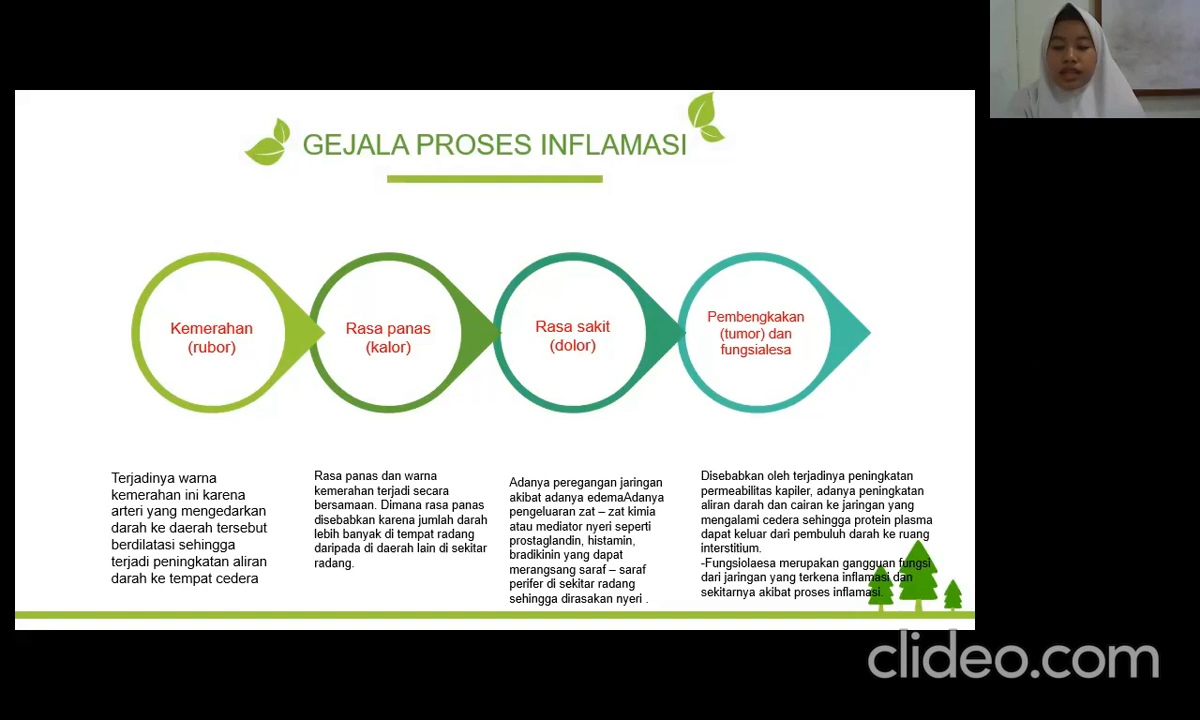 GEJALA PROSES INFLAMASI
Kemerahan
(rubor)
Rasa panas
(kalor)
Rasa sakit
(dolor)
Pembengkakan
(tumor) dan
fungsialesa
Terjadinya warna
kemerahan ini karena
arteri yang mengedarkan
darah ke daerah tersebut
berdilatasi sehingga
terjadi peningkatan aliran
darah ke tempat cedera
Rasa panas dan warna
kemerahan terjadi secara
bersamaan. Dimana rasa panas
disebabkan karena jumlah darah
lebih banyak di tempat radang
daripada di daerah lain di sekitar
radang.
Adanya peregangan jaringan
akibat adanya edemaAdanya
pengeluaran zat – zat kimia
atau mediator nyeri seperti
prostaglandin, histamin,
bradikinin yang dapat
merangsang saraf – saraf
perifer di sekitar radang
sehingga dirasakan nyeri .
Disebabkan oleh terjadinya peningkatan
permeabilitas kapiler, adanya peningkatan
aliran darah dan cairan ke jaringan yang
mengalami cedera sehingga protein plasma
dapat keluar dari pembuluh darah ke ruang
interstitium.
-Fungsiolaesa merupakan gangguan fungsi
dari jaringan yang terkena inflamasi dan
sekitarnya akibat proses inflamasi.
clideo.com